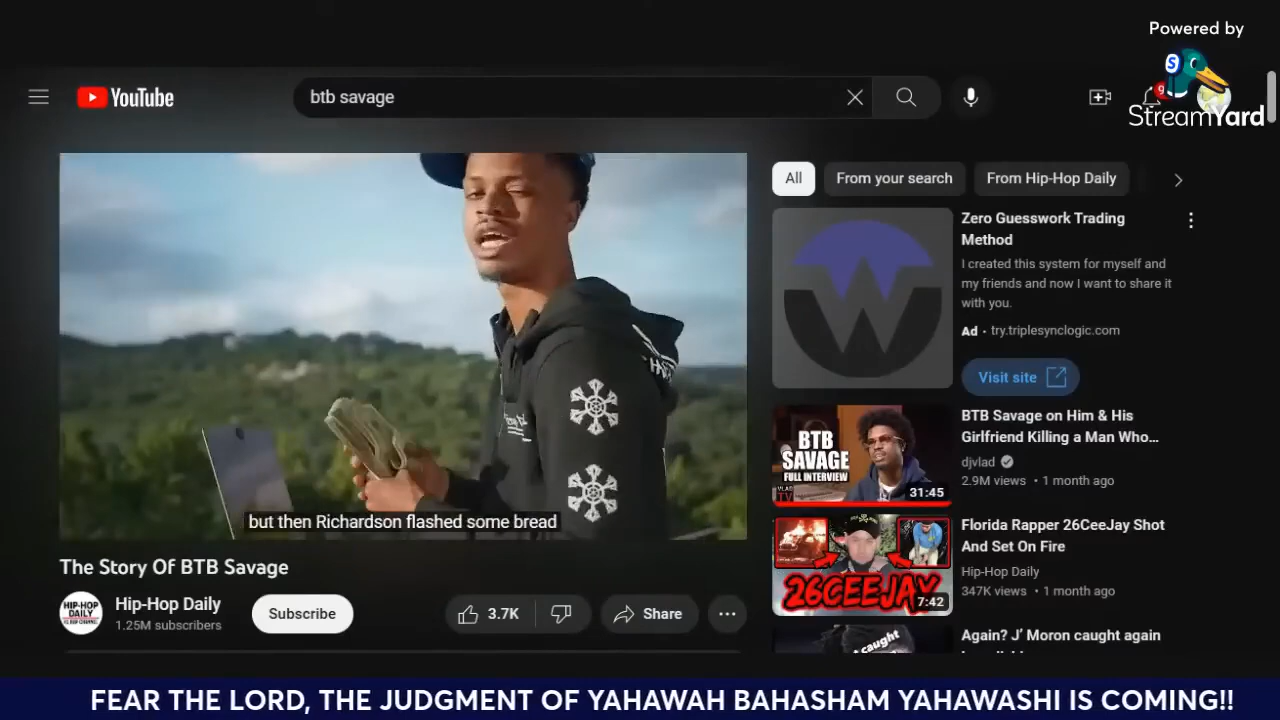 Powered by
StreamYard
YouTube
btb savage
9
All
From your search
From Hip-Hop Daily
but then Richardson flashed some bread
The Story Of BTB Savage
HIP-HOP
DAILY
Hip-Hop Daily
1.25M subscribers
Subscribe
3.7K
Share
Zero Guesswork Trading
Method
I created this system for myself and
my friends and now I want to share it
with you.
Ad · try.triplesynclogic.com
Visit site
BTB
SAVAGE
FULL INTERVIEW
VLAD
TV
31:45
BTB Savage on Him & His
Girlfriend Killing a Man Who...
djvlad
2.9M views · 1 month ago
26CEEJAY
7:42
Florida Rapper 26CeeJay Shot
And Set On Fire
Hip-Hop Daily
347K views · 1 month ago
caught
Again? J' Moron caught again
FEAR THE LORD, THE JUDGMENT OF YAHAWAH BAHASHAM YAHAWASHI IS COMING!!